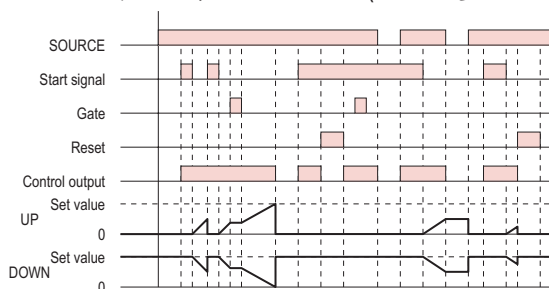 SOURCE
Start signal
Gate
Reset
Control output
Set value
UP
0
Set value
DOWN
0